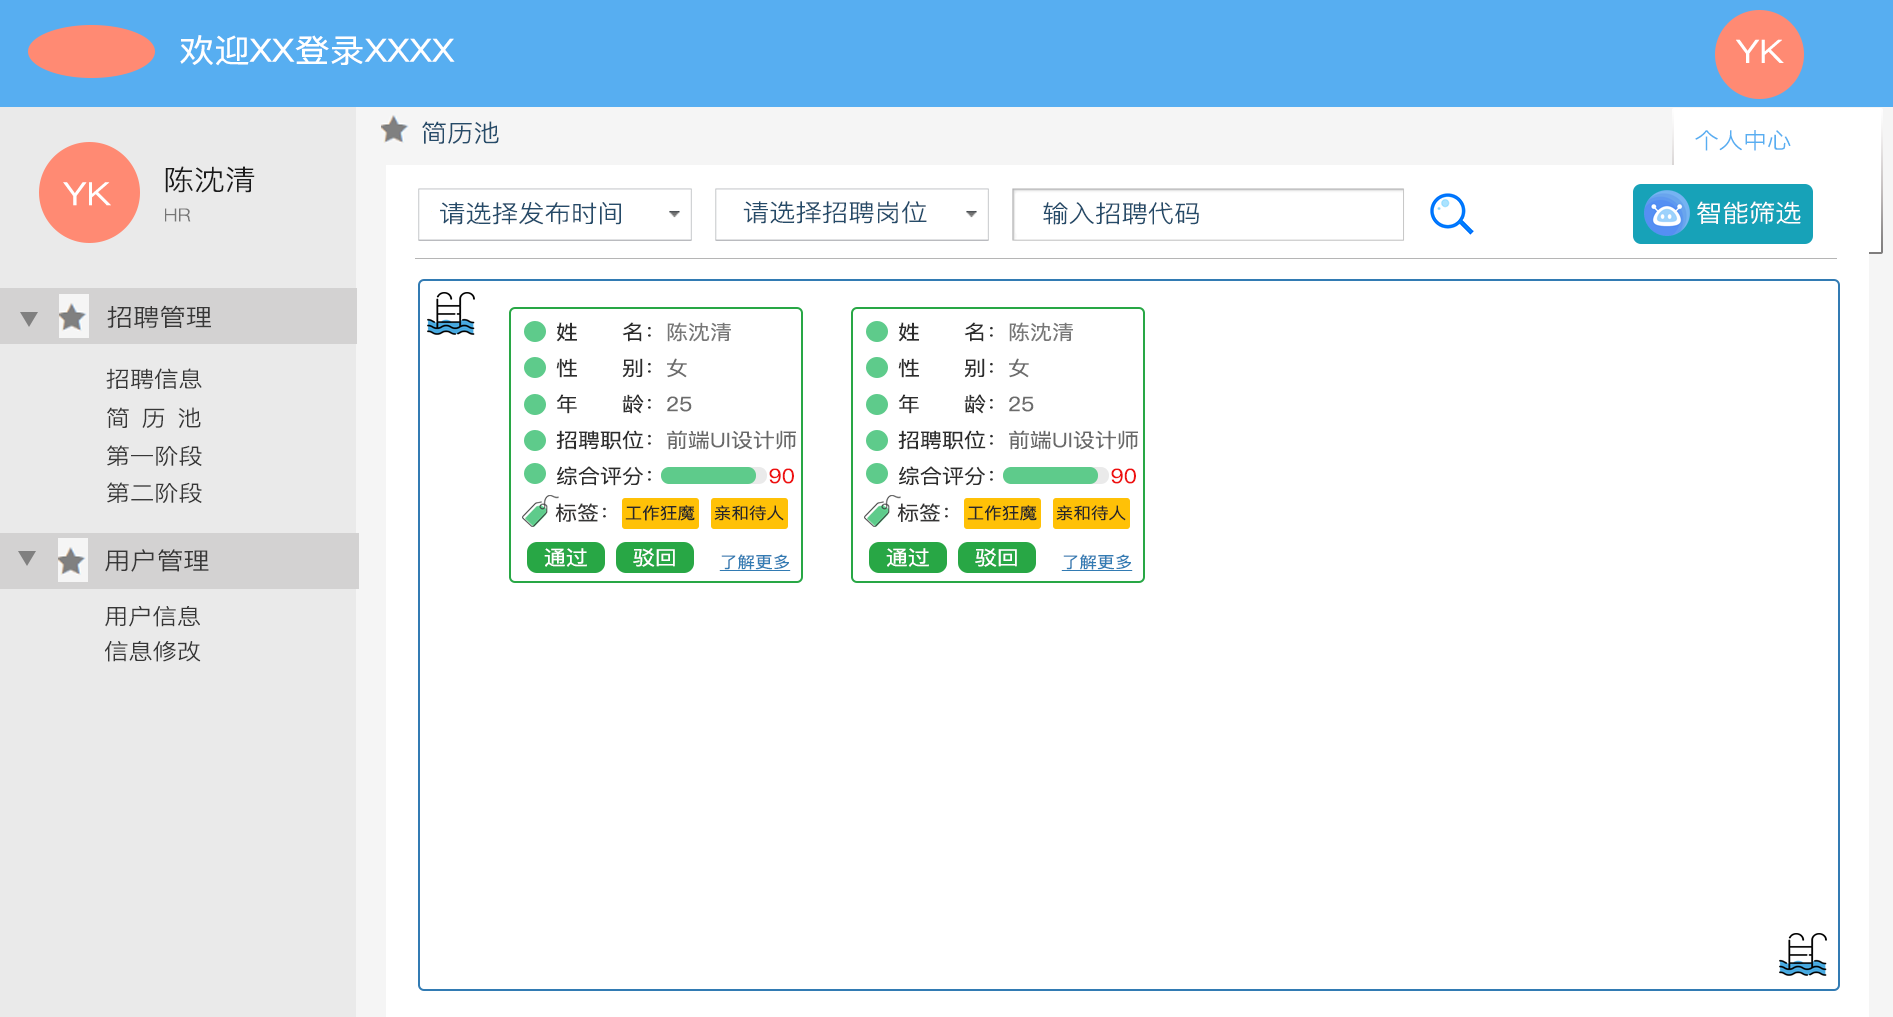 欢迎XX登录XXXX
YK
YK
陈沈清
HR
招聘管理
招聘信息
简 历 池
第一阶段
第二阶段
用户管理
用户信息
信息修改
简历池
个人中心
请选择发布时间
请选择招聘岗位
输入招聘代码
智能筛选
姓 名: 陈沈清
性 别: 女
年 龄: 25
招聘职位: 前端UI设计师
综合评分: 90
标签: 工作狂魔 亲和待人
通过 驳回 了解更多
姓 名: 陈沈清
性 别: 女
年 龄: 25
招聘职位: 前端UI设计师
综合评分: 90
标签: 工作狂魔 亲和待人
通过 驳回 了解更多